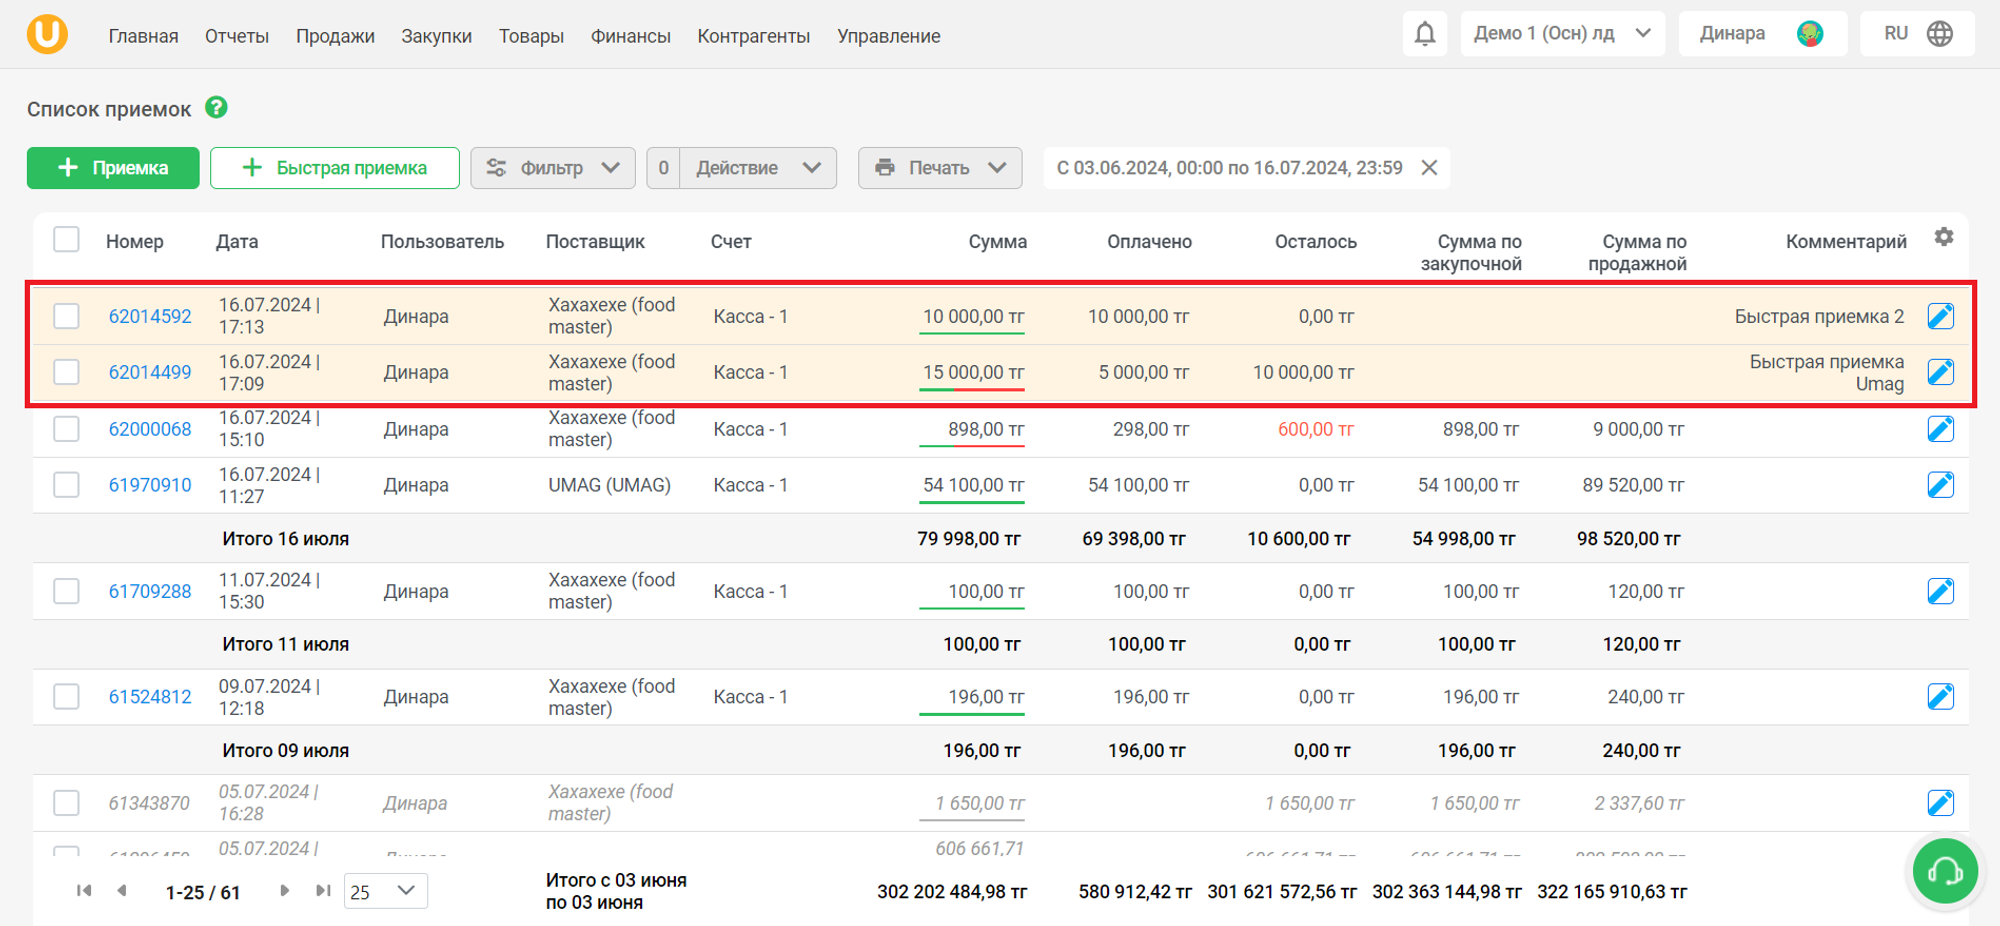 U Главная Отчеты Продажи Закупки Товары Финансы Контрагенты Управление Демо 1 (Осн) лд Динара RU
Список приемок ?
+ Приемка + Быстрая приемка Фильтр 0 Действие Печать С 03.06.2024, 00:00 по 16.07.2024, 23:59
Номер Дата Пользователь Поставщик Счет Сумма Оплачено Осталось Сумма по закупочной Сумма по продажной Комментарий
62014592 16.07.2024 | 17:13 Динара Хахахехе (food master) Касса - 1 10 000,00 тг 10 000,00 тг 0,00 тг Быстрая приемка 2
62014499 16.07.2024 | 17:09 Динара Хахахехе (food master) Касса - 1 15 000,00 тг 5 000,00 тг 10 000,00 тг Быстрая приемка Umag
62000068 16.07.2024 | 15:10 Динара Хахахехе (food master) Касса - 1 898,00 тг 298,00 тг 600,00 тг 898,00 тг 9 000,00 тг
61970910 16.07.2024 | 11:27 Динара UMAG (UMAG) Касса - 1 54 100,00 тг 54 100,00 тг 0,00 тг 54 100,00 тг 89 520,00 тг
Итого 16 июля 79 998,00 тг 69 398,00 тг 10 600,00 тг 54 998,00 тг 98 520,00 тг
61709288 11.07.2024 | 15:30 Динара Хахахехе (food master) Касса - 1 100,00 тг 100,00 тг 0,00 тг 100,00 тг 120,00 тг
Итого 11 июля 100,00 тг 100,00 тг 0,00 тг 100,00 тг 120,00 тг
61524812 09.07.2024 | 12:18 Динара Хахахехе (food master) Касса - 1 196,00 тг 196,00 тг 0,00 тг 196,00 тг 240,00 тг
Итого 09 июля 196,00 тг 196,00 тг 0,00 тг 196,00 тг 240,00 тг
61343870 05.07.2024 | 16:28 Динара Хахахехе (food master) 1 650,00 тг 1 650,00 тг 1 650,00 тг 2 337,60 тг
05.07.2024 | 606 661,71
1-25 / 61 25 Итого с 03 июня по 03 июня 302 202 484,98 тг 580 912,42 тг 301 621 572,56 тг 302 363 144,98 тг 322 165 910,63 тг